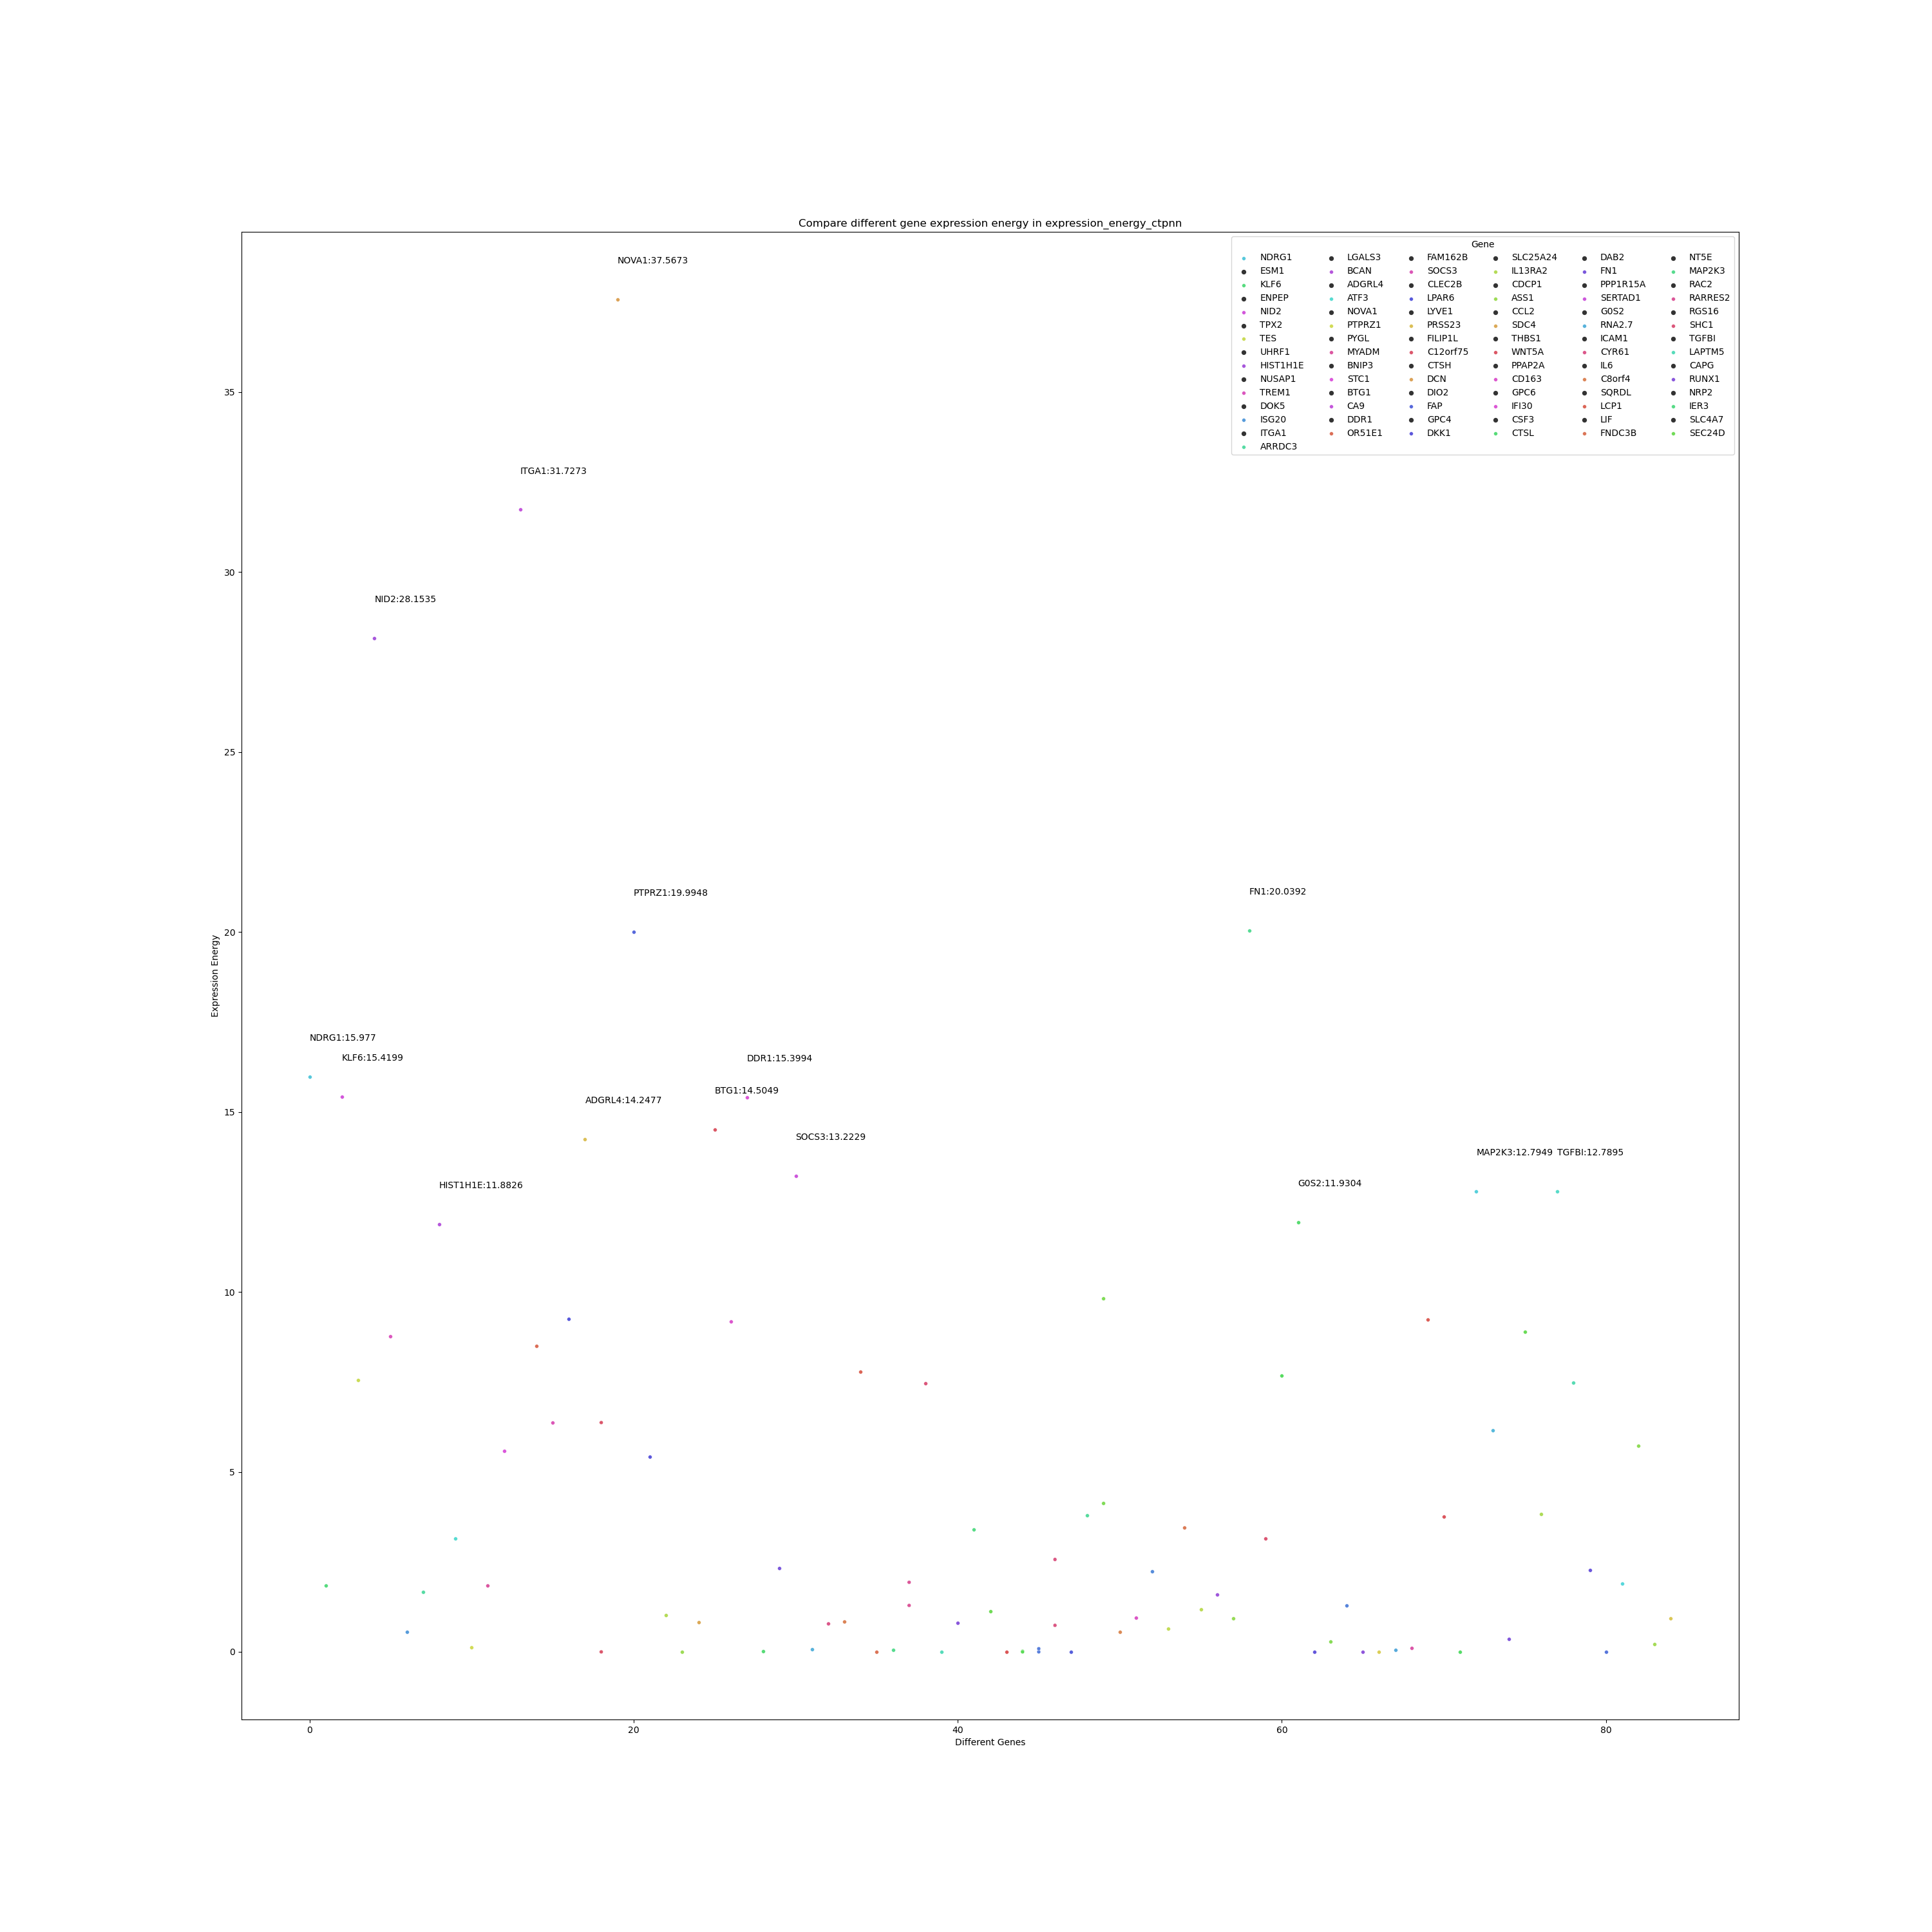 Compare different gene expression energy in expression_energy_ctpnn
Gene
NDRG1 LGALS3 FAM162B SLC25A24 DAB2 NT5E
ESM1 BCAN SOCS3 IL13RA2 FN1 MAP2K3
KLF6 ADGRL4 CLEC2B CDCP1 PPP1R15A RAC2
ENPEP ATF3 LPAR6 ASS1 SERTAD1 RARRES2
NID2 NOVA1 LYVE1 CCL2 G0S2 RGS16
TPX2 PTPRZ1 PRSS23 SDC4 RNA2.7 SHC1
TES PYGL FILIP1L THBS1 ICAM1 TGFBI
UHRF1 MYADM C12orf75 WNT5A CYR61 LAPTM5
HIST1H1E BNIP3 CTSH PPAP2A IL6 CAPG
NUSAP1 STC1 DCN CD163 C8orf4 RUNX1
TREM1 BTG1 DIO2 GPC6 SQRDL NRP2
DOK5 CA9 FAP IFI30 LCP1 IER3
ISG20 DDR1 GPC4 CSF3 LIF SLC4A7
ITGA1 OR51E1 DKK1 CTSL FNDC3B SEC24D
ARRDC3
NOVA1:37.5673
ITGA1:31.7273
NID2:28.1535
PTPRZ1:19.9948
FN1:20.0392
NDRG1:15.977
KLF6:15.4199
DDR1:15.3994
BTG1:14.5049
ADGRL4:14.2477
SOCS3:13.2229
MAP2K3:12.7949 TGFBI:12.7895
HIST1H1E:11.8826
G0S2:11.9304
35
30
25
20
15
10
5
0
Expression Energy
0 20 40 60 80
Different Genes